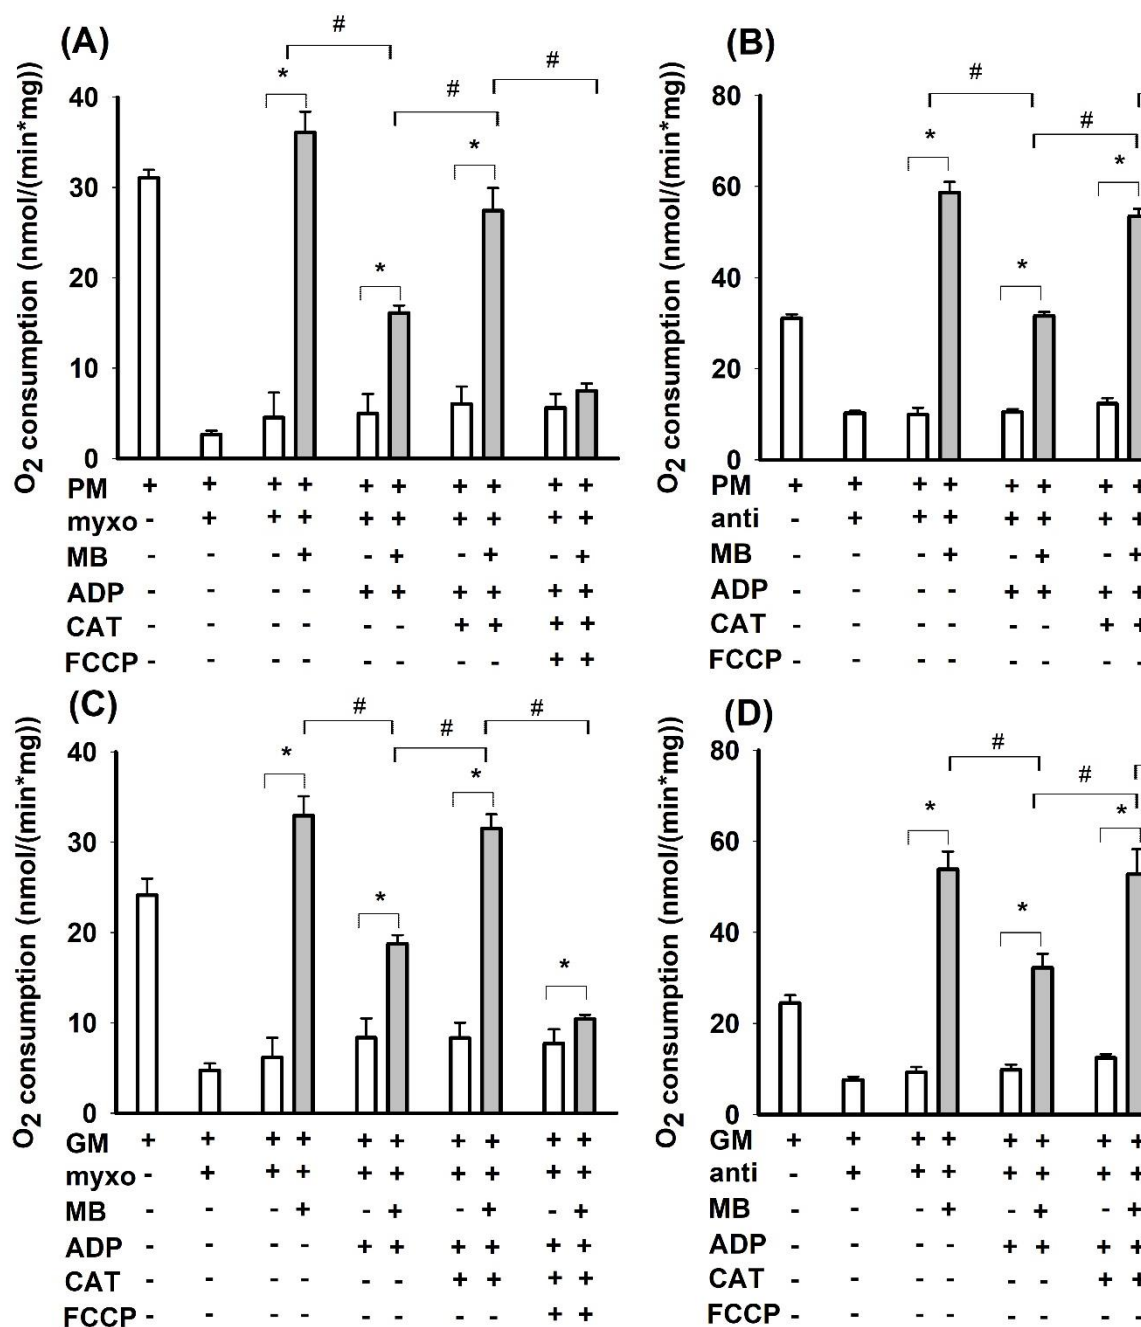 (A)
O2 consumption (nmol/(min*mg))
# # #
* * * *
40
30
20
10
0
PM + + + + + + + + + +
myxo - + + + + + + + + +
MB - - - + - + - + - +
ADP - - - - + + + + + +
CAT - - - - - - + + + +
FCCP - - - - - - - - + +
(B)
O2 consumption (nmol/(min*mg))
# #
* * *
80
60
40
20
0
PM + + + + + + + +
anti - + + + + + + +
MB - - - + - + - +
ADP - - - - + + + +
CAT - - - - - - + +
FCCP - - - - - - - -
(C)
O2 consumption (nmol/(min*mg))
# # #
* * * *
40
30
20
10
0
GM + + + + + + + + + +
myxo - + + + + + + + + +
MB - - - + - + - + - +
ADP - - - - + + + + + +
CAT - - - - - - + + + +
FCCP - - - - - - - - + +
(D)
O2 consumption (nmol/(min*mg))
# #
* * *
80
60
40
20
0
GM + + + + + + + +
anti - + + + + + + +
MB - - - + - + - +
ADP - - - - + + + +
CAT - - - - - - + +
FCCP - - - - - - - -